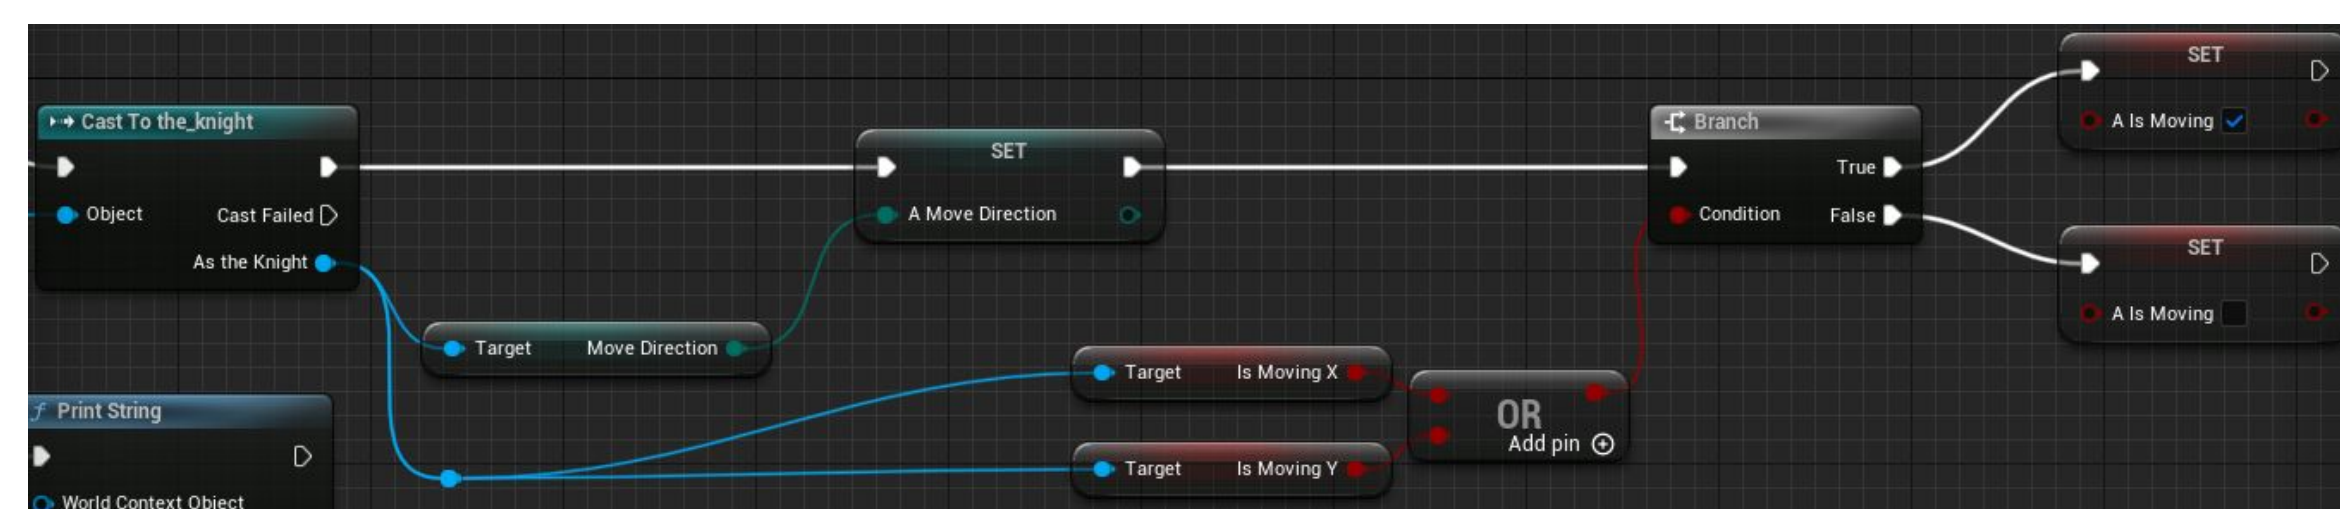 Cast To the_knight
Object
Cast Failed
As the Knight
Print String
World Context Object
Target
Move Direction
SET
A Move Direction
Target
Is Moving X
Target
Is Moving Y
OR
Add pin
Branch
Condition
True
False
SET
A Is Moving
SET
A Is Moving